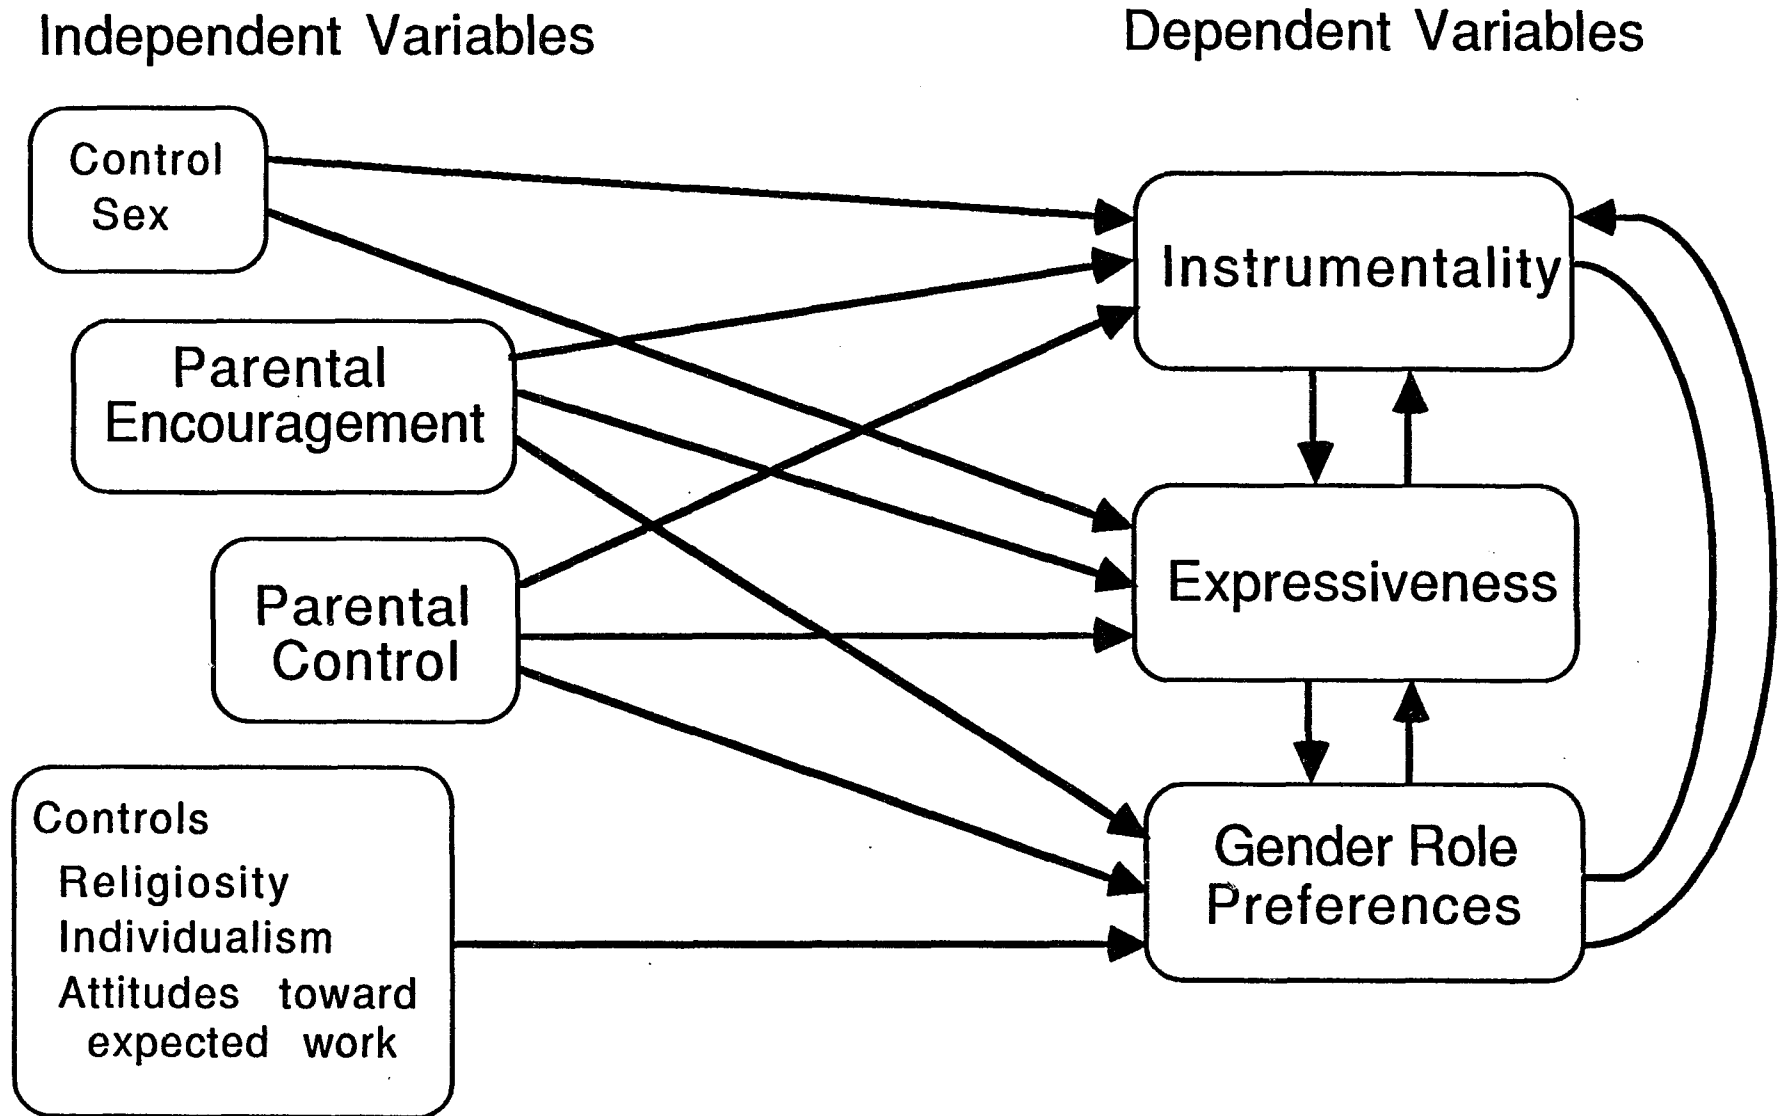 Independent Variables
Dependent Variables
Control
Sex
Instrumentality
Parental
Encouragement
Parental
Control
Expressiveness
Controls
Religiosity
Individualism
Attitudes toward
expected work
Gender Role
Preferences